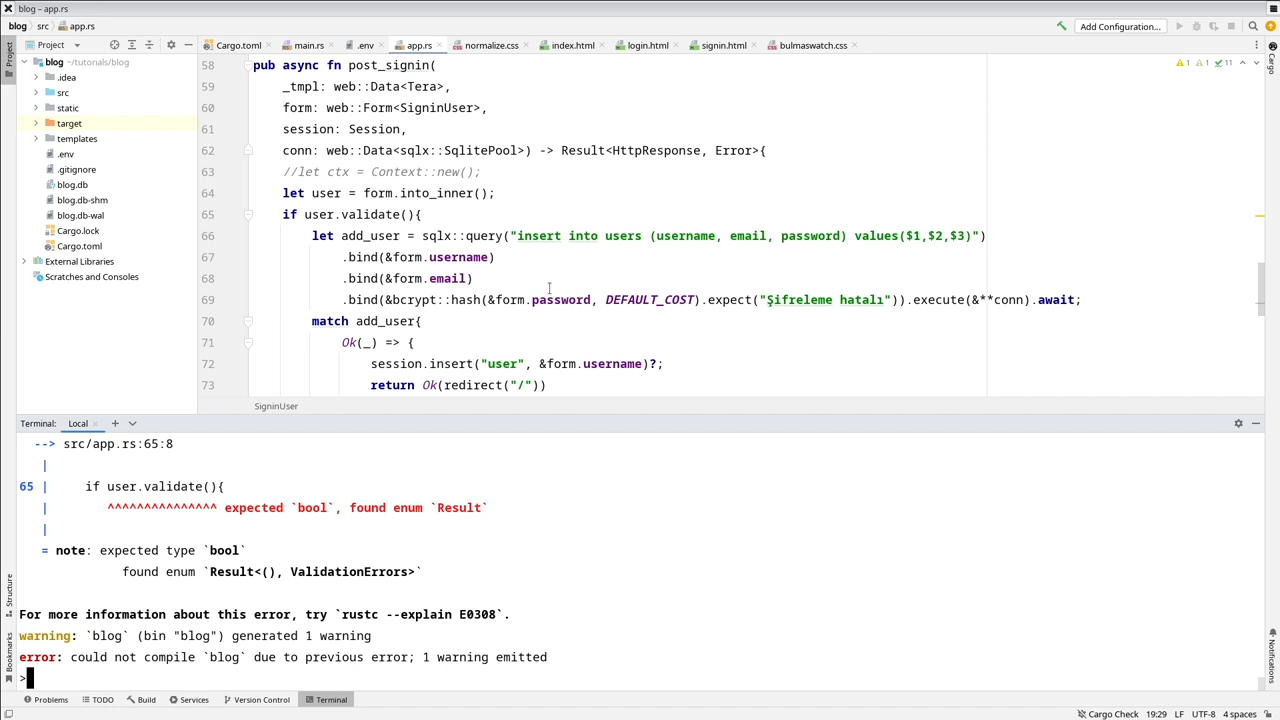 blog – app.rs
blog src app.rs Add Configuration...
Project Cargo.toml main.rs .env app.rs normalize.css index.html login.html signin.html bulmaswatch.css
Project
Cargo
blog ~/tutorials/blog
.idea
src
static
target
templates
.env
.gitignore
blog.db
blog.db-shm
blog.db-wal
Cargo.lock
Cargo.toml
External Libraries
Scratches and Consoles
1 1 11
58 pub async fn post_signin(
59 _tmpl: web::Data<Tera>,
60 form: web::Form<SigninUser>,
61 session: Session,
62 conn: web::Data<sqlx::SqlitePool>) -> Result<HttpResponse, Error>{
63 //let ctx = Context::new();
64 let user = form.into_inner();
65 if user.validate(){
66 let add_user = sqlx::query("insert into users (username, email, password) values($1,$2,$3)")
67 .bind(&form.username)
68 .bind(&form.email)
69 .bind(&bcrypt::hash(&form.password, DEFAULT_COST).expect("Şifreleme hatalı")).execute(&**conn).await;
70 match add_user{
71 Ok(_) => {
72 session.insert("user", &form.username)?;
73 return Ok(redirect("/"))
SigninUser
Terminal: Local
--> src/app.rs:65:8
|
65 | if user.validate(){
| ^^^^^^^^^^^^^^^ expected `bool`, found enum `Result`
|
= note: expected type `bool`
found enum `Result<(), ValidationErrors>`
For more information about this error, try `rustc --explain E0308`.
warning: `blog` (bin "blog") generated 1 warning
error: could not compile `blog` due to previous error; 1 warning emitted
>
Structure
Bookmarks
Notifications
Problems TODO Build Services Version Control Terminal
Cargo Check 19:29 LF UTF-8 4 spaces